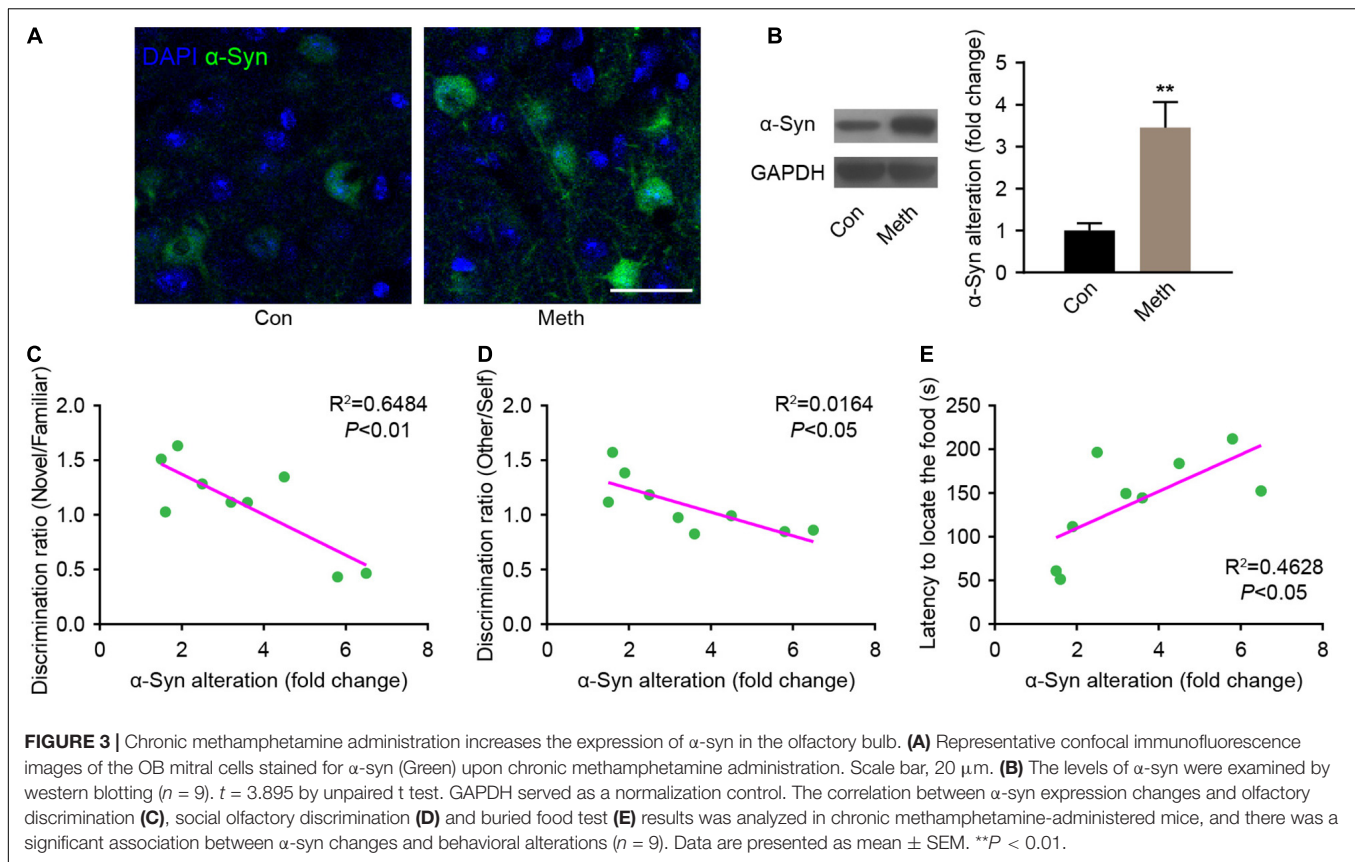 A
DAPI α-Syn
Con
Meth
B
α-Syn
GAPDH
Con
Meth
α-Syn alteration (fold change)
5
4
3
2
1
0
**
Con
Meth
C
Discrimination ratio (Novel/Familiar)
2.0
1.5
1.0
0.5
0.0
R²=0.6484
P<0.01
0 2 4 6 8
α-Syn alteration (fold change)
D
Discrimination ratio (Other/Self)
2.0
1.5
1.0
0.5
0.0
R²=0.0164
P<0.05
0 2 4 6 8
α-Syn alteration (fold change)
E
Latency to locate the food (s)
250
200
150
100
50
0
R²=0.4628
P<0.05
0 2 4 6 8
α-Syn alteration (fold change)
FIGURE 3 | Chronic methamphetamine administration increases the expression of α-syn in the olfactory bulb. (A) Representative confocal immunofluorescence
images of the OB mitral cells stained for α-syn (Green) upon chronic methamphetamine administration. Scale bar, 20 μm. (B) The levels of α-syn were examined by
western blotting (n = 9). t = 3.895 by unpaired t test. GAPDH served as a normalization control. The correlation between α-syn expression changes and olfactory
discrimination (C), social olfactory discrimination (D) and buried food test (E) results was analyzed in chronic methamphetamine-administered mice, and there was a
significant association between α-syn changes and behavioral alterations (n = 9). Data are presented as mean ± SEM. **P < 0.01.